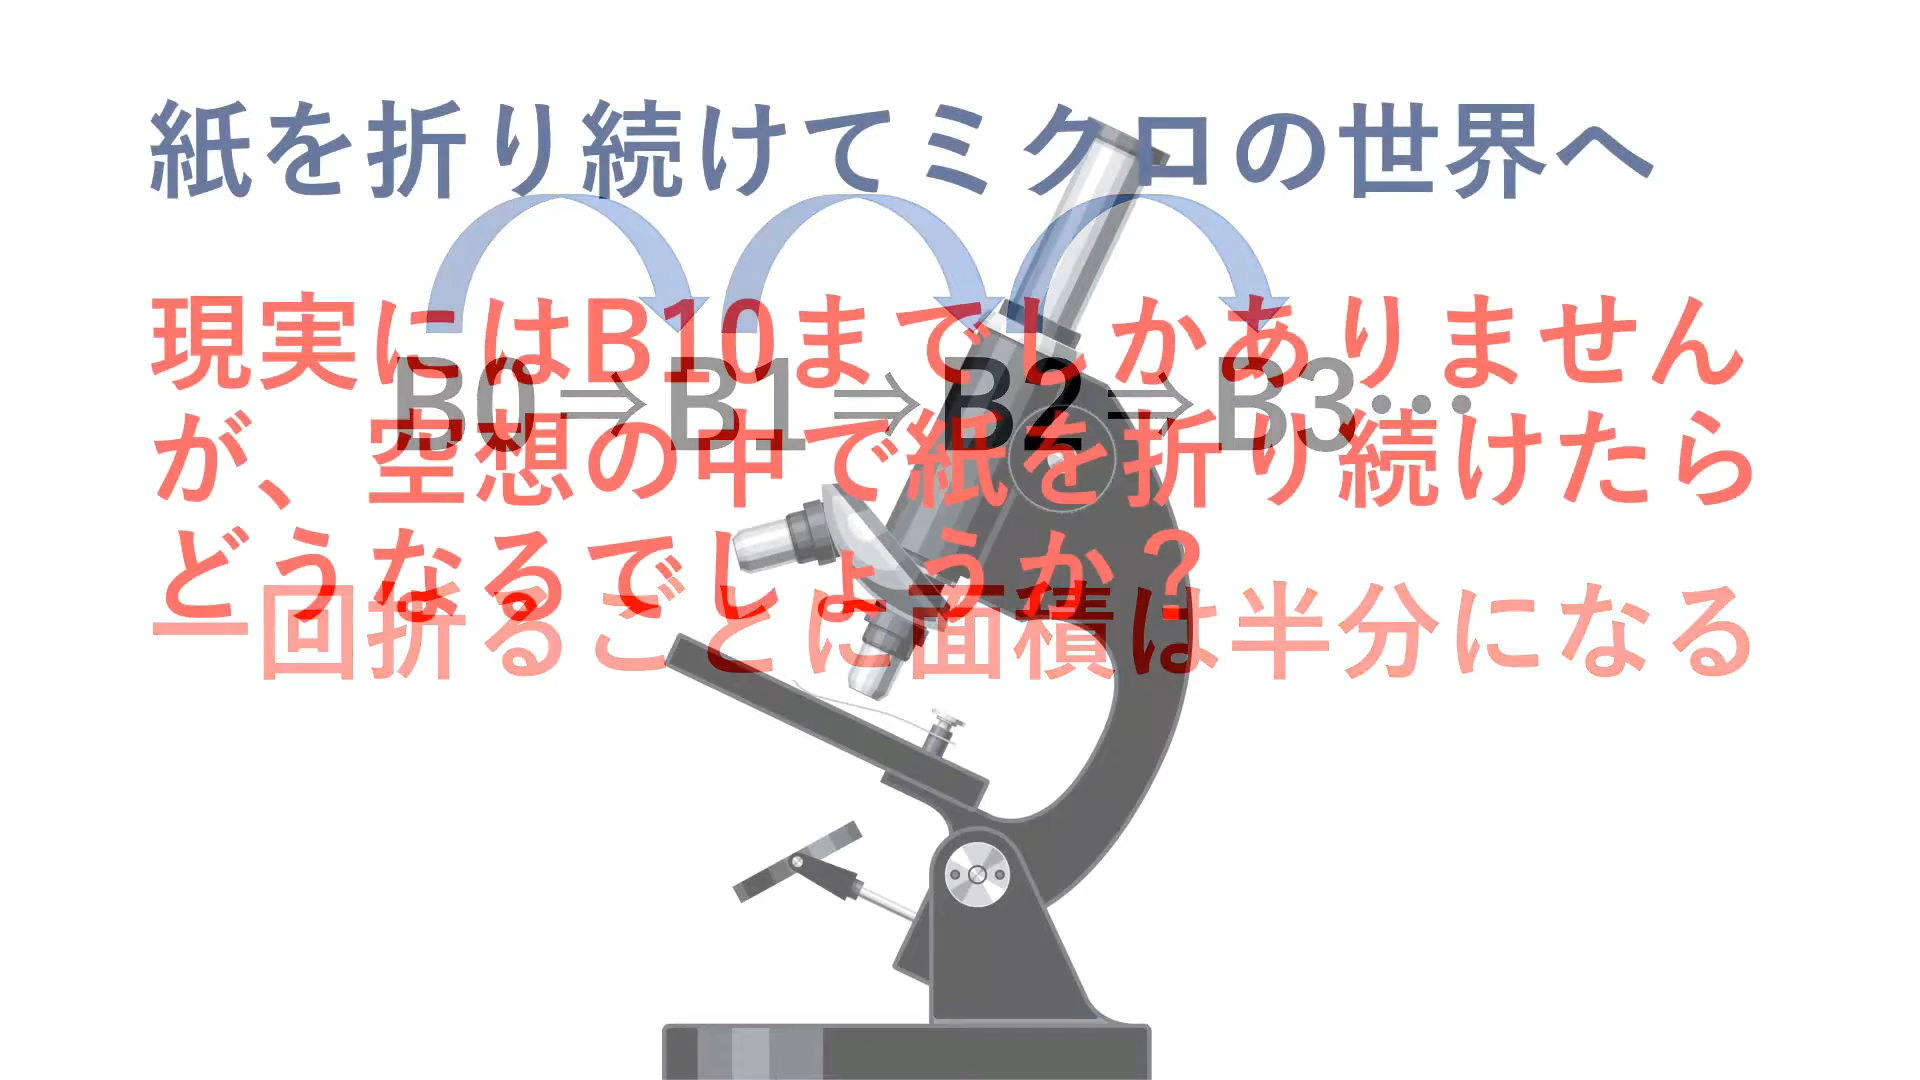 紙を折り続けてミクロの世界へ
現実にはB10までしかありません
が、空想の中で紙を折り続けたら
どうなるでしょうか？
B0⇒B1⇒B2⇒B3…
一回折るごとに面積は半分になる